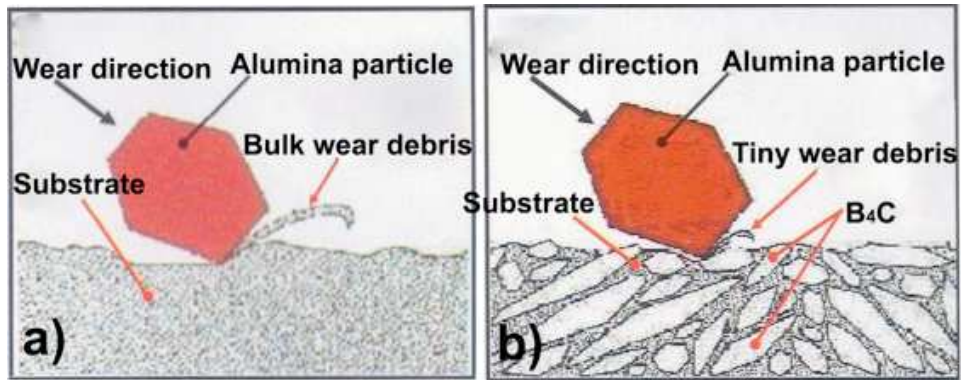 Wear direction
Alumina particle
Bulk wear debris
Substrate
a)
Wear direction
Alumina particle
Tiny wear debris
Substrate
B₄C
b)